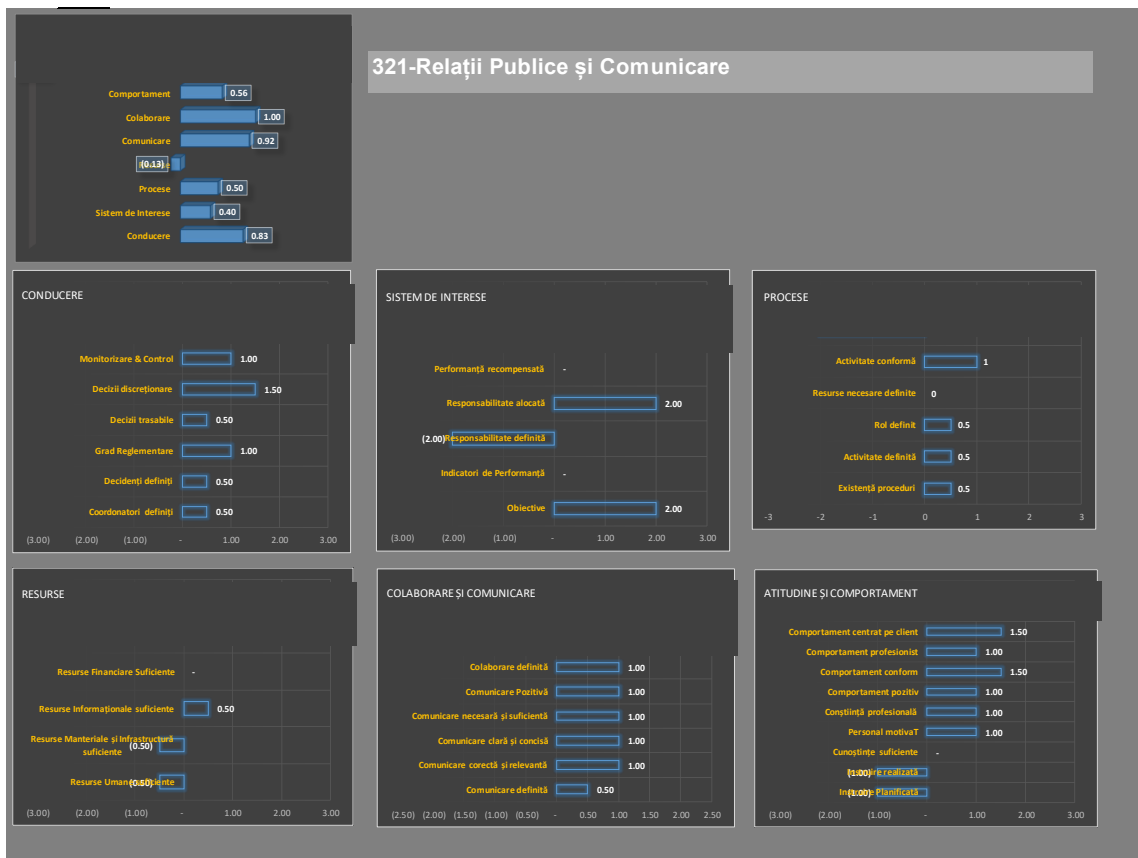 321-Relații Publice și Comunicare
Comportament 0.56
Colaborare 1.00
Comunicare 0.92
(0.13)
Procese 0.50
Sistem de Interese 0.40
Conducere 0.83
CONDUCERE
Monitorizare & Control 1.00
Decizii discreționare 1.50
Decizii trasabile 0.50
Grad Reglementare 1.00
Decidenți definiți 0.50
Coordonatori definiți 0.50
(3.00) (2.00) (1.00) - 1.00 2.00 3.00
SISTEM DE INTERESE
Performanță recompensată -
Responsabilitate alocată 2.00
(2.00) Responsabilitate definită
Indicatori de Performanță -
Obiective 2.00
(3.00) (2.00) (1.00) - 1.00 2.00 3.00
PROCESE
Activitate conformă 1
Resurse necesare definite 0
Rol definit 0.5
Activitate definită 0.5
Existență proceduri 0.5
-3 -2 -1 0 1 2 3
RESURSE
Resurse Financiare Suficiente -
Resurse Informaționale suficiente 0.50
Resurse Manteriale și Infrastructură
suficiente (0.50)
Resurse (0.50)
(3.00) (2.00) (1.00) - 1.00 2.00 3.00
COLABORARE ȘI COMUNICARE
Colaborare definită 1.00
Comunicare Pozitivă 1.00
Comunicare necesară și suficientă 1.00
Comunicare clară și concisă 1.00
Comunicare corectă și relevantă 1.00
Comunicare definită 0.50
(2.50) (2.00) (1.50) (1.00) (0.50) - 0.50 1.00 1.50 2.00 2.50
ATITUDINE ȘI COMPORTAMENT
Comportament centrat pe client 1.50
Comportament profesionist 1.00
Comportament conform 1.50
Comportament pozitiv 1.00
Conștiință profesională 1.00
Personal motivaT 1.00
Cunoștințe suficiente -
(1.00) realizată
(1.00) Planificată
(3.00) (2.00) (1.00) - 1.00 2.00 3.00